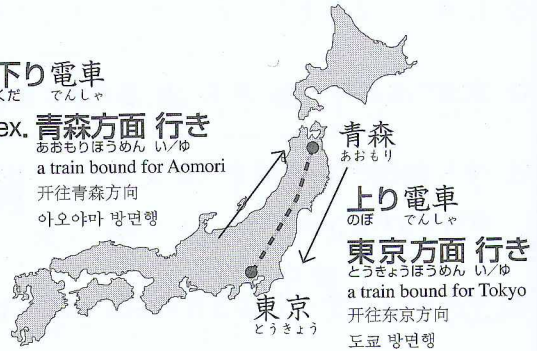 下り電車
くだ でんしゃ
ex. 青森方面 行き
あおもりほうめん い/ゆ
a train bound for Aomori
开往青森方向
아오야마 방면행
青森
あおもり
上り電車
のぼ でんしゃ
東京方面 行き
とうきょうほうめん い/ゆ
a train bound for Tokyo
开往东京方向
도쿄 방면행
東京
とうきょう